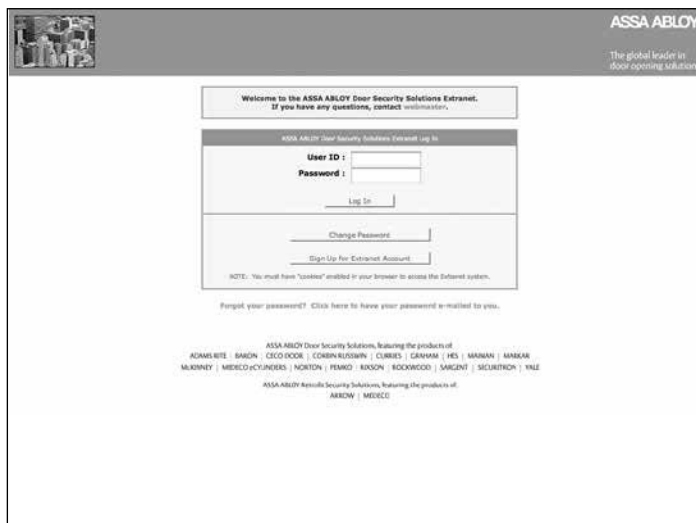 ASSA ABLOY
The global leader in
door opening solution
Welcome to the ASSA ABLOY Door Security Solutions Extranet.
If you have any questions, contact webmaster.
ASSA ABLOY Door Security Solutions Extranet Log In
User ID :
Password :
Log In
Change Password
Sign Up for Extranet Account
NOTE: You must have "cookies" enabled in your browser to access the Extranet system.
Forgot your password? Click here to have your password e-mailed to you.
ASSA ABLOY Door Security Solutions, featuring the products of:
ADAMS RITE | BARON | CECO DOOR | CORBIN RUSSWIN | CURRIES | GRAHAM | HES | MAIMAN | MARKAR
McKINNEY | MEDECO eCYLINDERS | NORTON | PEMKO | RIXSON | ROCKWOOD | SARGENT | SECURITRON | YALE
ASSA ABLOY Retrofit Security Solutions, featuring the products of:
ARROW | MEDECO